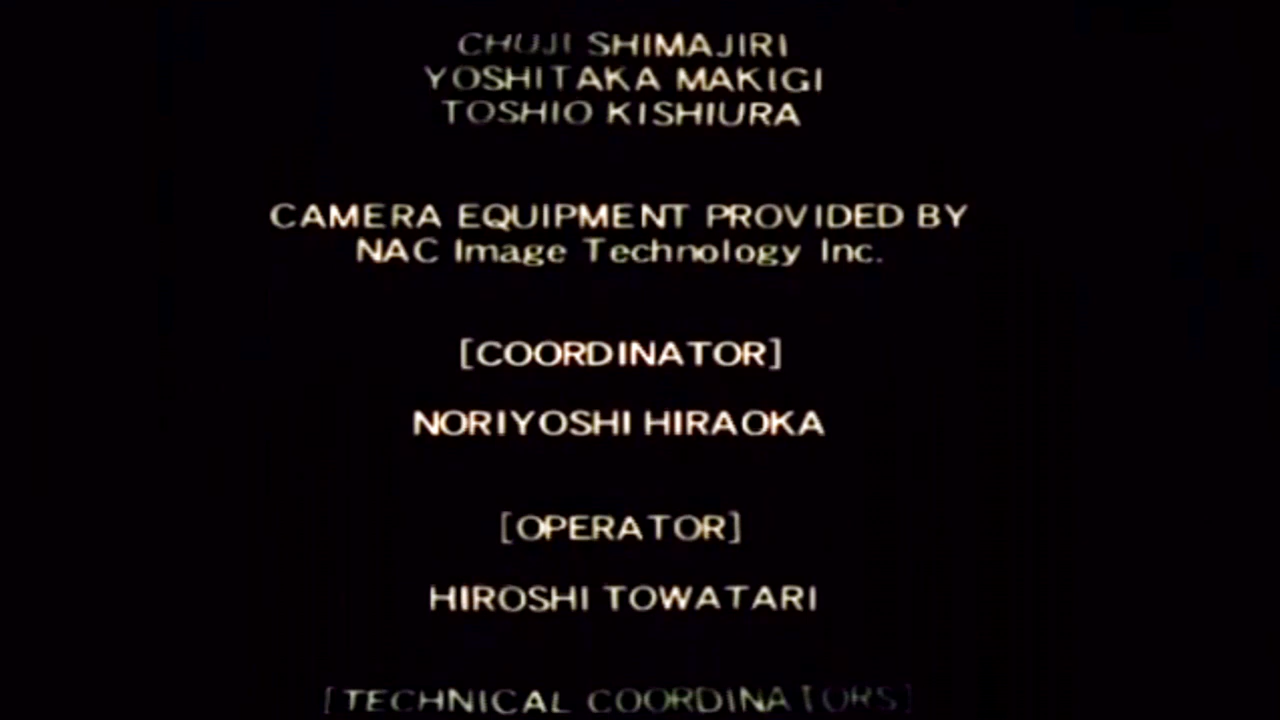 CHUJI SHIMAJIRI
YOSHITAKA MAKIGI
TOSHIO KISHIURA
CAMERA EQUIPMENT PROVIDED BY
NAC Image Technology Inc.
[COORDINATOR]
NORIYOSHI HIRAOKA
[OPERATOR]
HIROSHI TOWATARI
[TECHNICAL COORDINATORS]